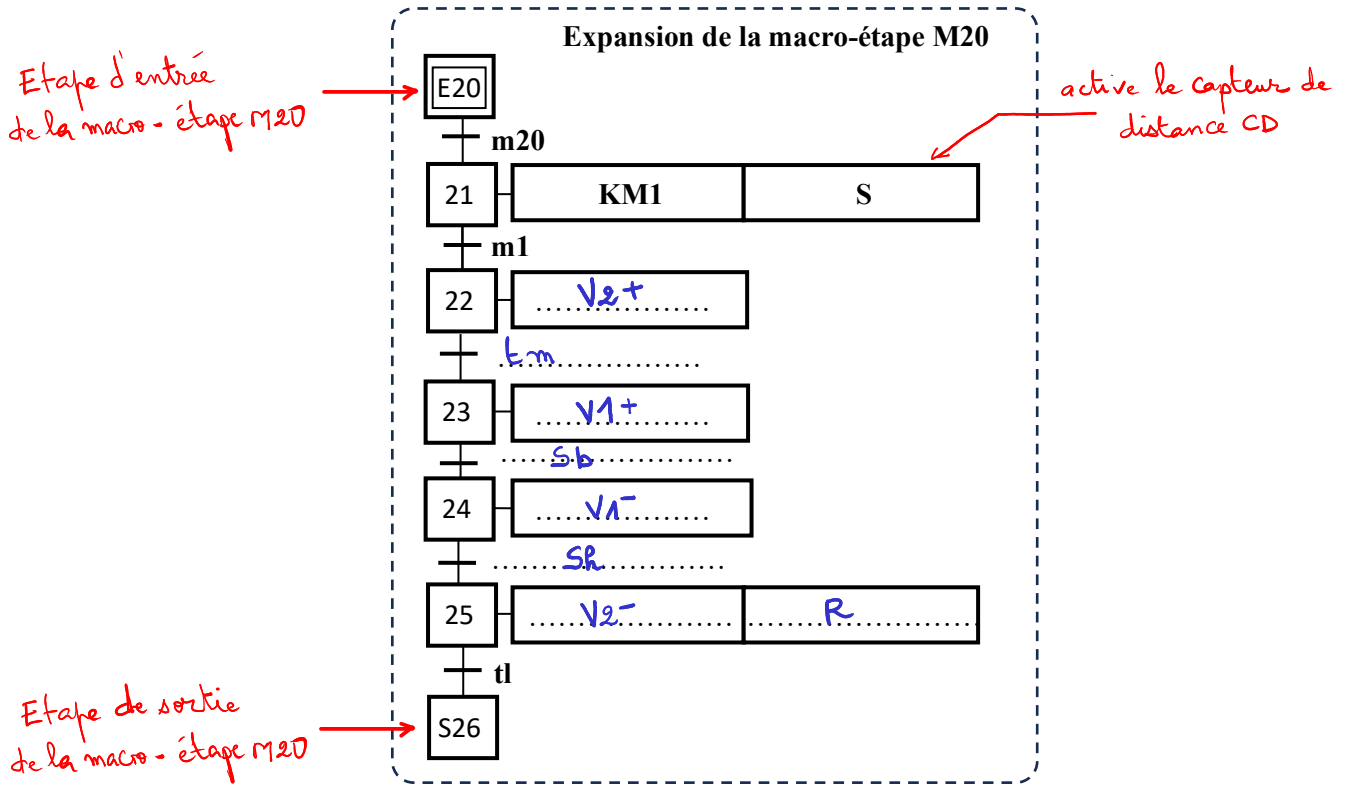 Expansion de la macro-étape M20
Etape d'entrée
de la macro-étape M20
E20
active le capteur de
distance CD
m20
21 KM1 S
m1
22 V2+
tm
23 V1+
Sb
24 V1-
Sh
25 V2- R
tl
Etape de sortie
de la macro-étape M20
S26